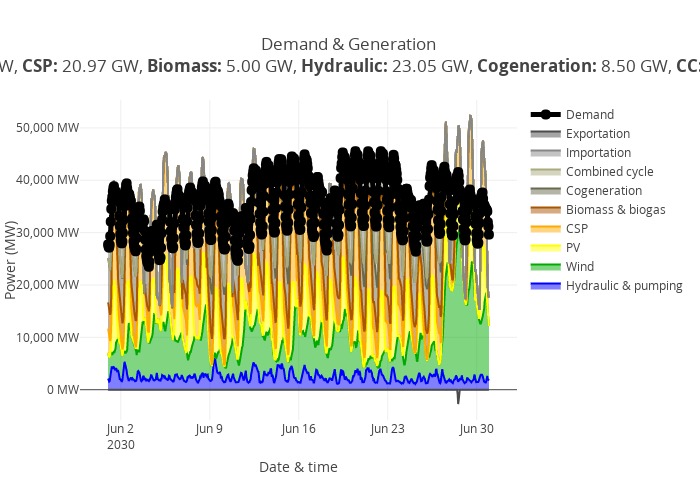 Demand & Generation
W, CSP: 20.97 GW, Biomass: 5.00 GW, Hydraulic: 23.05 GW, Cogeneration: 8.50 GW, CC:
50,000 MW
40,000 MW
30,000 MW
20,000 MW
10,000 MW
0 MW
Power (MW)
Jun 2
2030
Jun 9
Jun 16
Jun 23
Jun 30
Date & time
Demand
Exportation
Importation
Combined cycle
Cogeneration
Biomass & biogas
CSP
PV
Wind
Hydraulic & pumping